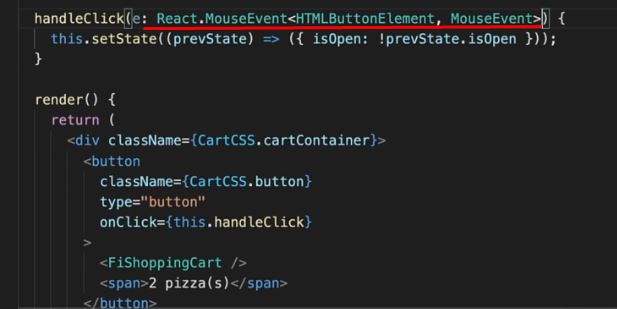 handleClick(e: React.MouseEvent<HTMLButtonElement, MouseEvent>) {
this.setState((prevState) => ({ isOpen: !prevState.isOpen }));
}
render() {
return (
<div className={CartCSS.cartContainer}>
<button
className={CartCSS.button}
type="button"
onClick={this.handleClick}
>
<FiShoppingCart />
<span>2 pizza(s)</span>
</button>